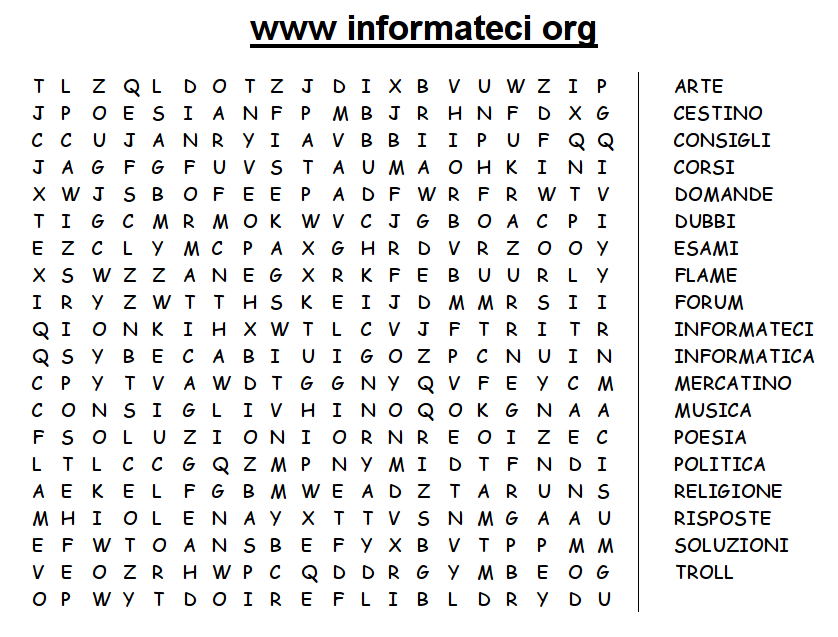 www informateci org
T L Z Q L D O T Z J D I X B V U W Z I P ARTE
J P O E S I A N F P M B J R H N F D X G CESTINO
C C U J A N R Y I A V B B I I P U F Q Q CONSIGLI
J A G F G F U V S T A U M A O H K I N I CORSI
X W J S B O F E E P A D F W R F R W T V DOMANDE
T I G C M R M O K W V C J G B O A C P I DUBBI
E Z C L Y M C P A X G H R D V R Z O O Y ESAMI
X S W Z Z A N E G X R K F E B U U R L Y FLAME
I R Y Z W T T H S K E I J D M M R S I I FORUM
Q I O N K I H X W T L C V J F T R I T R INFORMATECI
Q S Y B E C A B I U I G O Z P C N U I N INFORMATICA
C P Y T V A W D T G G N Y Q V F E Y C M MERCATINO
C O N S I G L I V H I N O Q O K G N A A MUSICA
F S O L U Z I O N I O R N R E O I Z E C POESIA
L T L C C G Q Z M P N Y M I D T F N D I POLITICA
A E K E L F G B M W E A D Z T A R U N S RELIGIONE
M H I O L E N A Y X T T V S N M G A A U RISPOSTE
E F W T O A N S B E F Y X B V T P P M M SOLUZIONI
V E O Z R H W P C Q D D R G Y M B E O G TROLL
O P W Y T D O I R E F L I B L D R Y D U